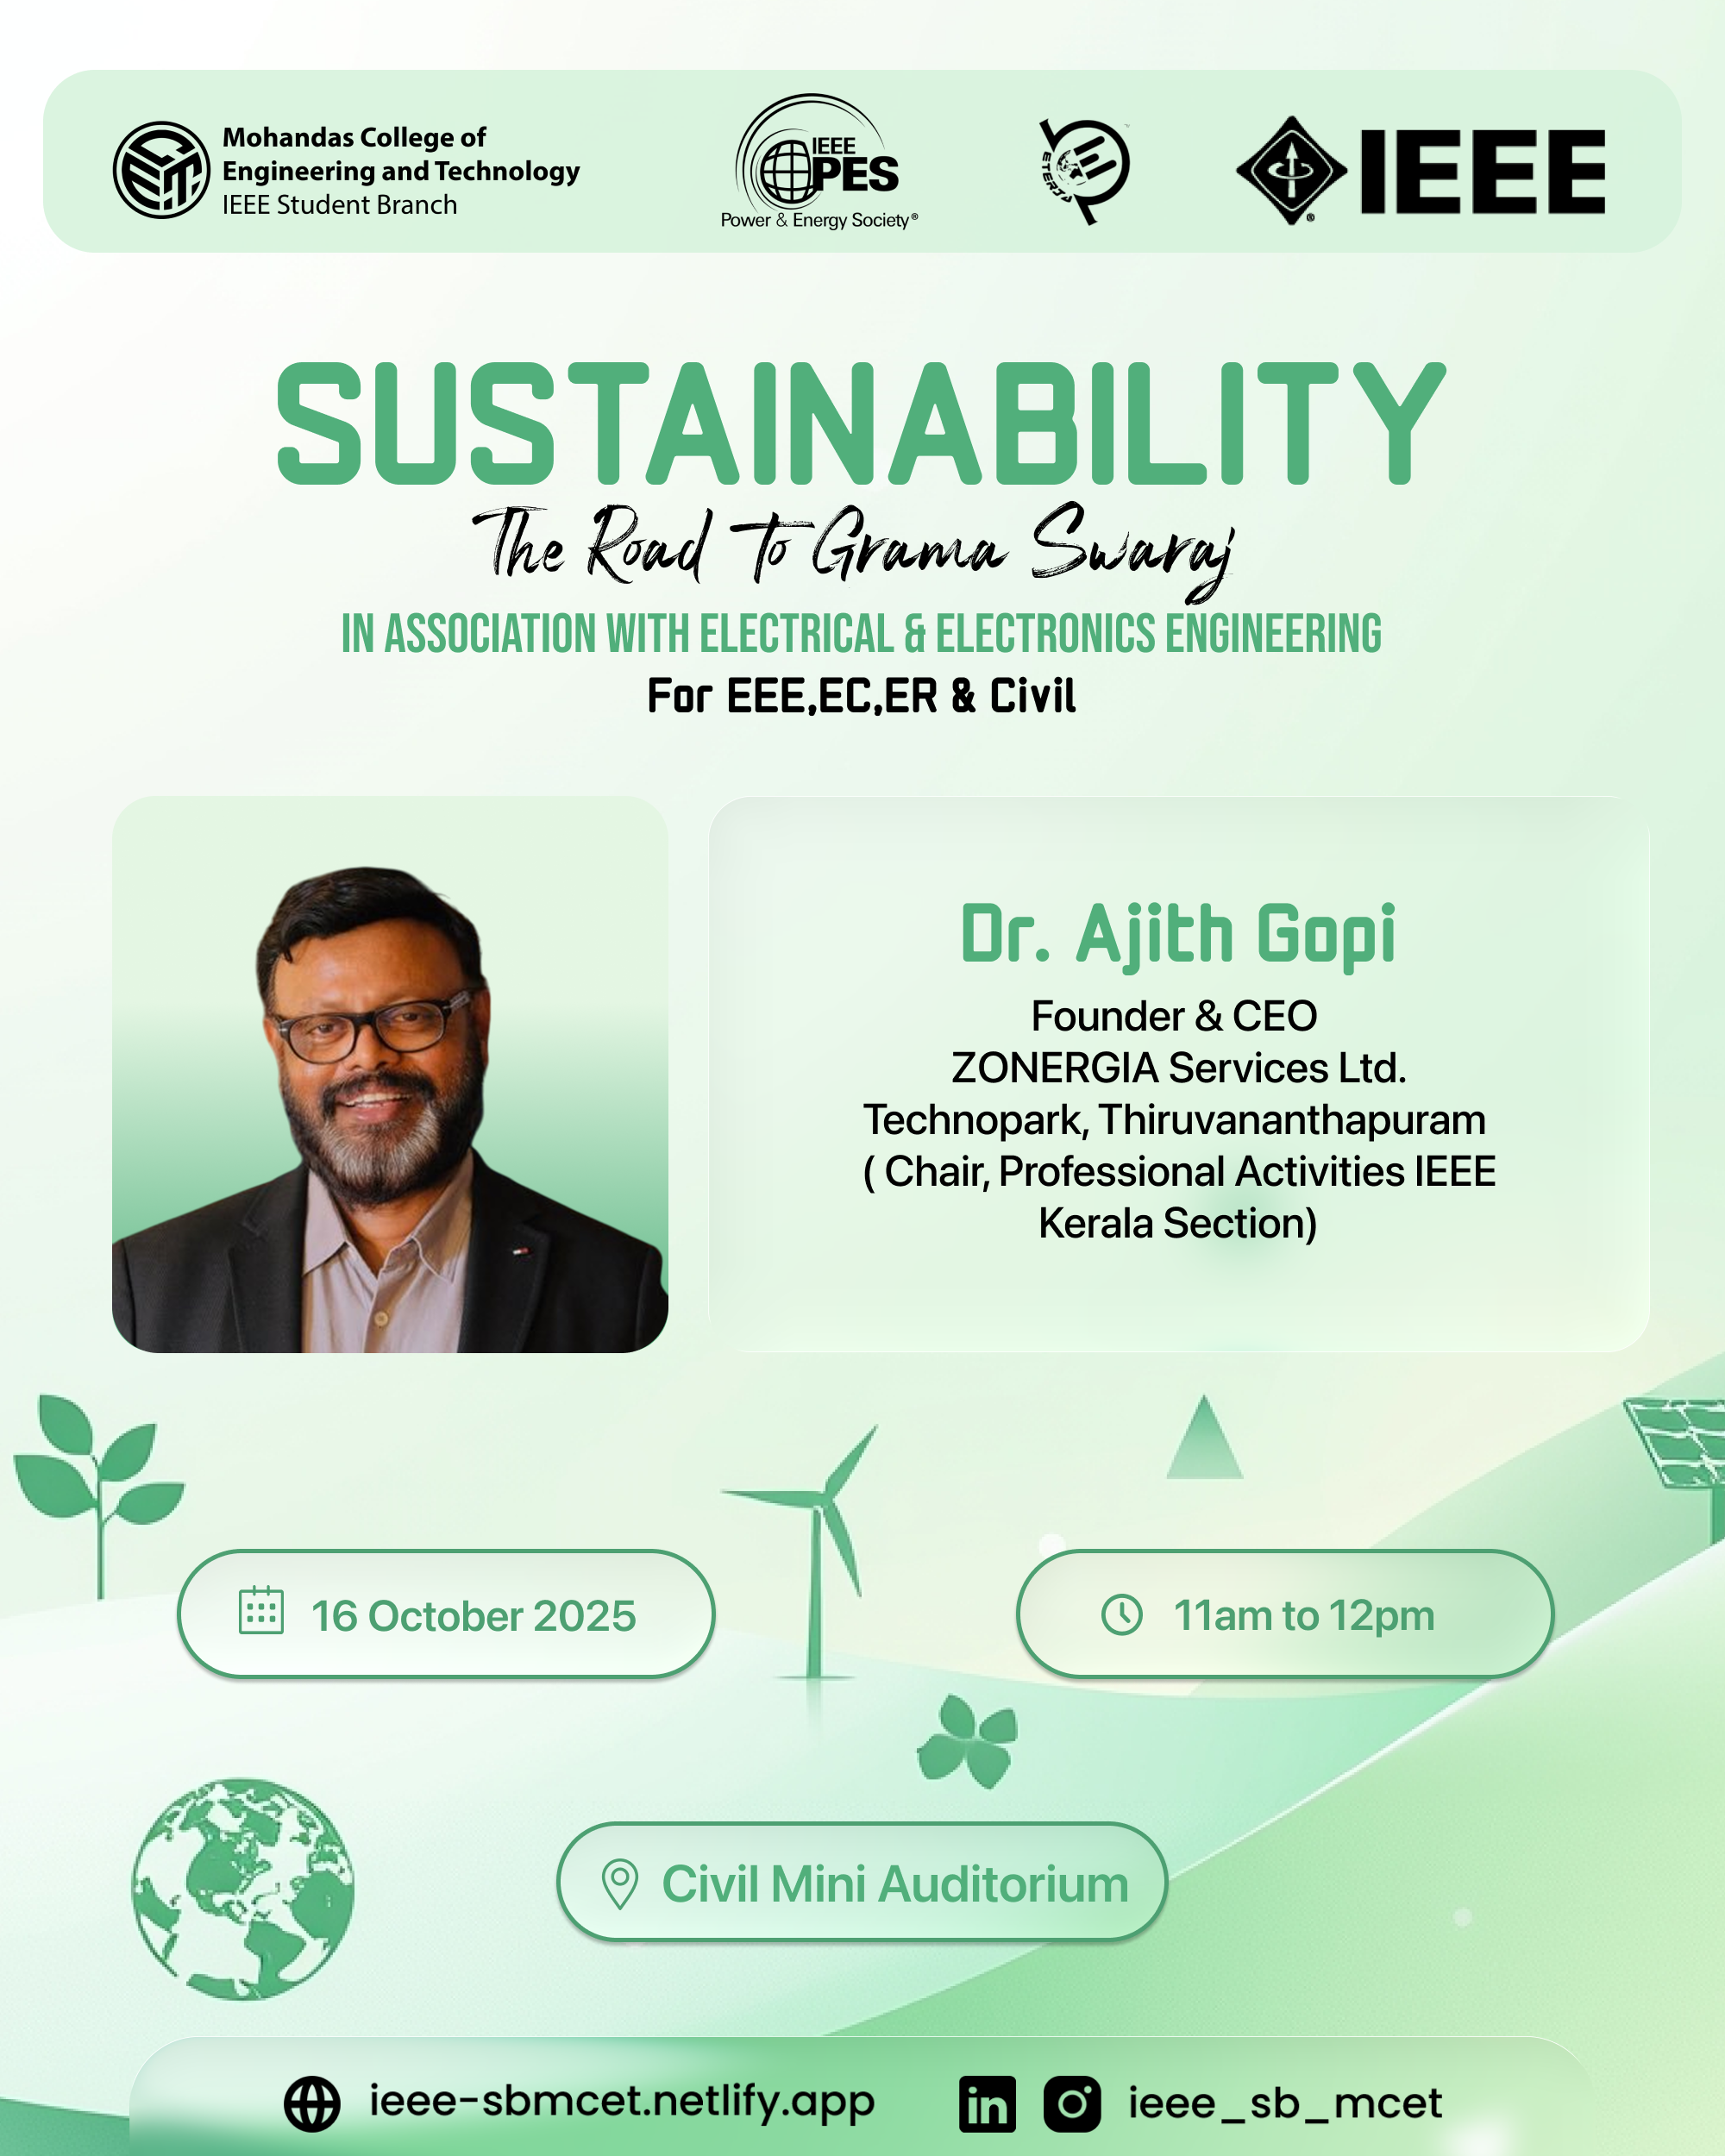 Mohandas College of
Engineering and Technology
IEEE Student Branch
IEEE
PES
Power & Energy Society®
ETERJA
IEEE
SUSTAINABILITY
The Road To Grama Swaraj
IN ASSOCIATION WITH ELECTRICAL & ELECTRONICS ENGINEERING
For EEE,EC,ER & Civil
Dr. Ajith Gopi
Founder & CEO
ZONERGIA Services Ltd.
Technopark, Thiruvananthapuram
( Chair, Professional Activities IEEE
Kerala Section)
16 October 2025
11am to 12pm
Civil Mini Auditorium
ieee-sbmcet.netlify.app
in
ieee_sb_mcet